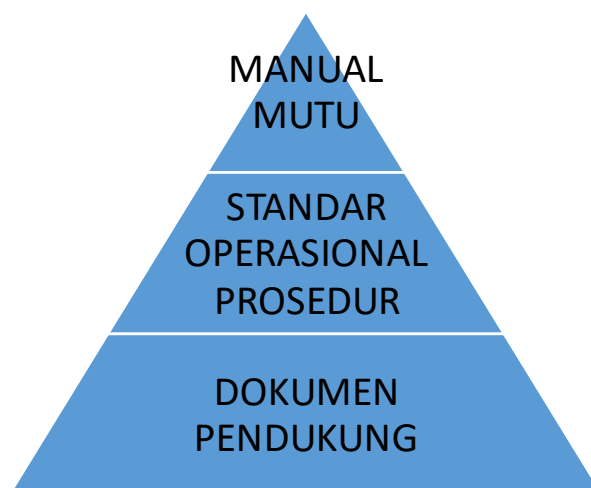 MANUAL
MUTU
STANDAR
OPERASIONAL
PROSEDUR
DOKUMEN
PENDUKUNG